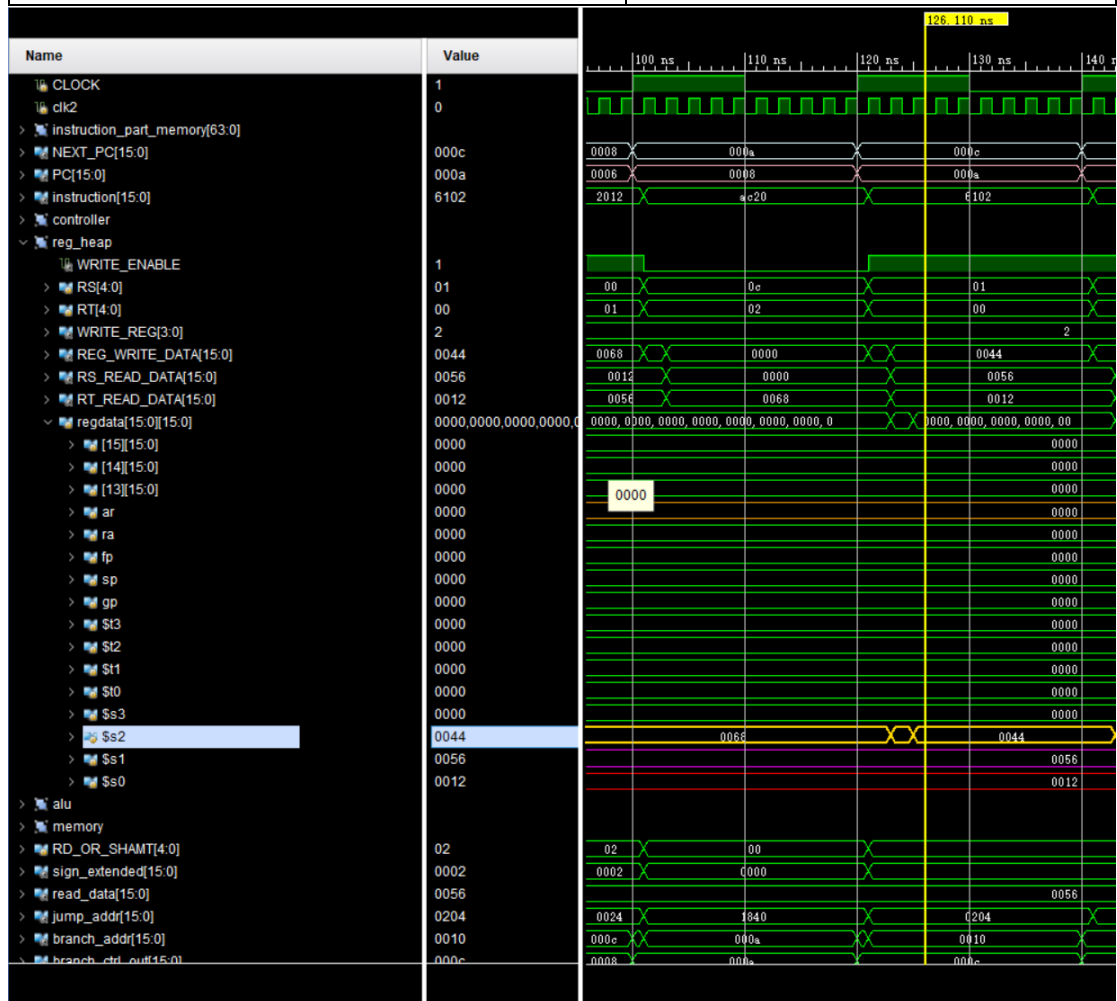 126.110 ns
Name Value 100 ns 110 ns 120 ns 130 ns 140
CLOCK 1
clk2 0
instruction_part_memory[63:0]
NEXT_PC[15:0] 000c 0008 000a 000c
PC[15:0] 000a 0006 0008 000a
instruction[15:0] 6102 2012 ac20 6102
controller
reg_heap
WRITE_ENABLE 1
RS[4:0] 01 00 0c 01
RT[4:0] 00 01 02 00
WRITE_REG[3:0] 2 2
REG_WRITE_DATA[15:0] 0044 0068 0000 0044
RS_READ_DATA[15:0] 0056 0012 0000 0056
RT_READ_DATA[15:0] 0012 0056 0068 0012
regdata[15:0][15:0] 0000,0000,0000,0000,0 0000, 0000, 0000, 0000, 0000, 0000, 0000, 0 0000, 0000, 0000, 0000, 00
[15][15:0] 0000 0000
[14][15:0] 0000 0000
[13][15:0] 0000 0000 0000
ar 0000 0000
ra 0000 0000
fp 0000 0000
sp 0000 0000
gp 0000 0000
$t3 0000 0000
$t2 0000 0000
$t1 0000 0000
$t0 0000 0000
$s3 0000 0000
$s2 0044 0068 0044
$s1 0056 0056
$s0 0012 0012
alu
memory
RD_OR_SHAMT[4:0] 02 02 00
sign_extended[15:0] 0002 0002 0000
read_data[15:0] 0056 0056
jump_addr[15:0] 0204 0024 1840 0204
branch_addr[15:0] 0010 000c 000a 0010
branch_ctrl_out[15:0] 000c 0008 000a 000c